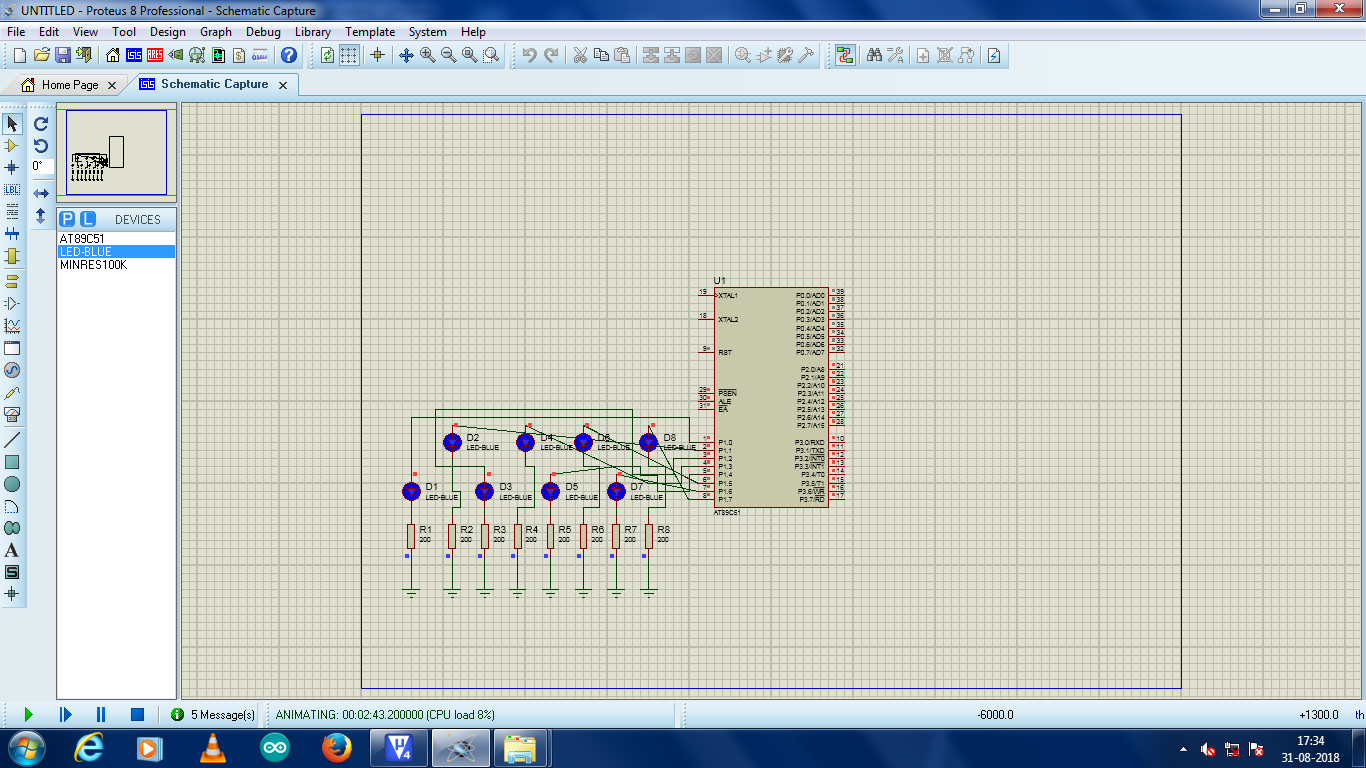 UNTITLED - Proteus 8 Professional - Schematic Capture
File Edit View Tool Design Graph Debug Library Template System Help
Home Page
Schematic Capture
0°
LBL
P L DEVICES
AT89C51
LED-BLUE
MINRES100K
U1
19 XTAL1
18 XTAL2
9 RST
29 PSEN
30 ALE
31 EA
1 P1.0
2 P1.1
3 P1.2
4 P1.3
5 P1.4
6 P1.5
7 P1.6
8 P1.7
P0.0/AD0 39
P0.1/AD1 38
P0.2/AD2 37
P0.3/AD3 36
P0.4/AD4 35
P0.5/AD5 34
P0.6/AD6 33
P0.7/AD7 32
P2.0/A8 21
P2.1/A9 22
P2.2/A10 23
P2.3/A11 24
P2.4/A12 25
P2.5/A13 26
P2.6/A14 27
P2.7/A15 28
P3.0/RXD 10
P3.1/TXD 11
P3.2/INT0 12
P3.3/INT1 13
P3.4/T0 14
P3.5/T1 15
P3.6/WR 16
P3.7/RD 17
AT89C51
D2 D4 D6 D8
LED-BLUE LED-BLUE LED-BLUE LED-BLUE
D1 D3 D5 D7
LED-BLUE LED-BLUE LED-BLUE LED-BLUE
R1 R2 R3 R4 R5 R6 R7 R8
200 200 200 200 200 200 200 200
5 Message(s) ANIMATING: 00:02:43.200000 (CPU load 8%) -6000.0 +1300.0 th
17:34
31-08-2018